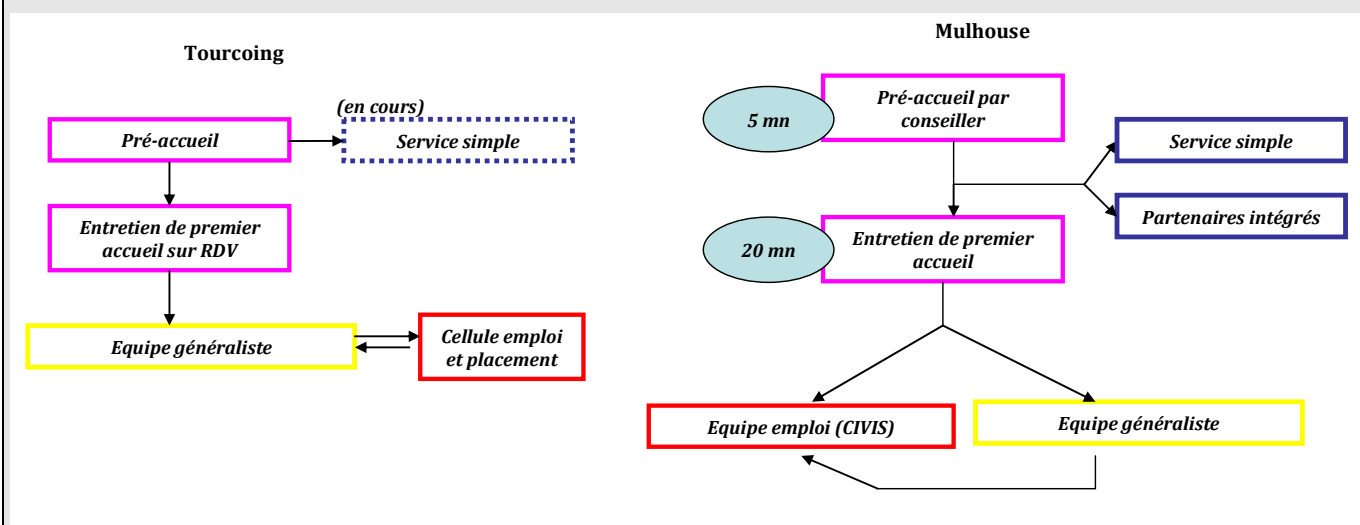 Tourcoing
(en cours)
Pré-accueil
Service simple
Entretien de premier
accueil sur RDV
Equipe généraliste
Cellule emploi
et placement
Mulhouse
5 mn
Pré-accueil par
conseiller
Service simple
Partenaires intégrés
20 mn
Entretien de premier
accueil
Equipe emploi (CIVIS)
Equipe généraliste